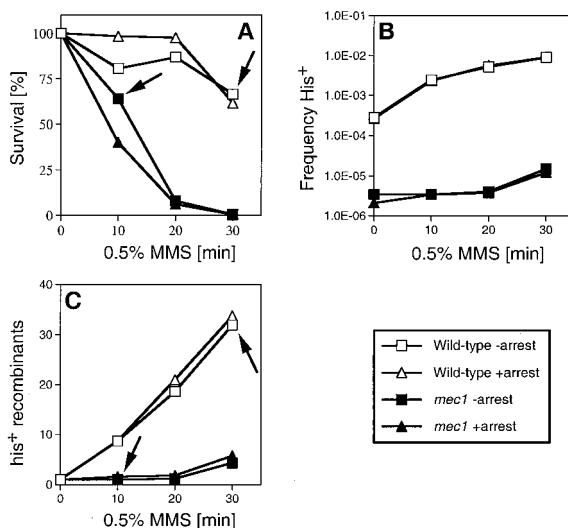 A
Survival [%]
100
75
50
25
0
0 10 20 30
0.5% MMS [min]
B
Frequency His+
1.0E-01
1.0E-02
1.0E-03
1.0E-04
1.0E-05
1.0E-06
0 10 20 30
0.5% MMS [min]
C
his+ recombinants
40
30
20
10
0
0 10 20 30
0.5% MMS [min]
Wild-type -arrest
Wild-type +arrest
mec1 -arrest
mec1 +arrest